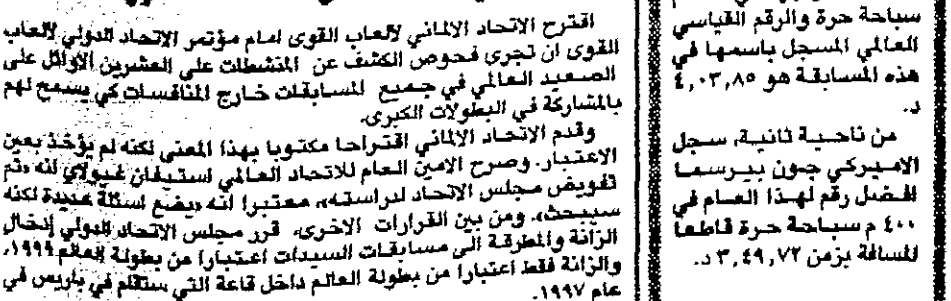 اقترح الاتحاد الالماني لالعاب القوى امام مؤتمر الاتحاد الدولي لالعاب
القوى ان تجرى فحوص الكشف عن المنشطات على العشرين الاوائل على
الصعيد العالمي في جميع المسابقات خارج المنافسات كي يسمح لهم
بالمشاركة في البطولات الكبرى.
وقدم الاتحاد الالماني اقتراحا مكتوبا بهذا المعنى لكنه لم يؤخذ بعين
الاعتبار. وصرح الامين العام للاتحاد العالمي استيفان غيولاي انه «تم
تفويض مجلس الاتحاد لدراسته»، معتبرا انه «يضع اسئلة عديدة لكنه
سيبحث». ومن بين القرارات الاخرى، قرر مجلس الاتحاد الدولي إدخال
الزانة والمطرقة الى مسابقات السيدات اعتبارا من بطولة العالم ١٩٩٩،
والزانة فقط اعتبارا من بطولة العالم داخل قاعة التي ستقام في باريس في
عام ١٩٩٧.
سباحة حرة والرقم القياسي
العالمي المسجل باسمها في
هذه المسابقة هو ٤,٠٣,٨٥
د.
من ناحية ثانية، سجل
الاميركي جون بيرسما
افضل رقم لهذا العام في
٤٠٠ م سباحة حرة قاطعا
المسافة بزمن ٣,٤٩,٧٢ د.